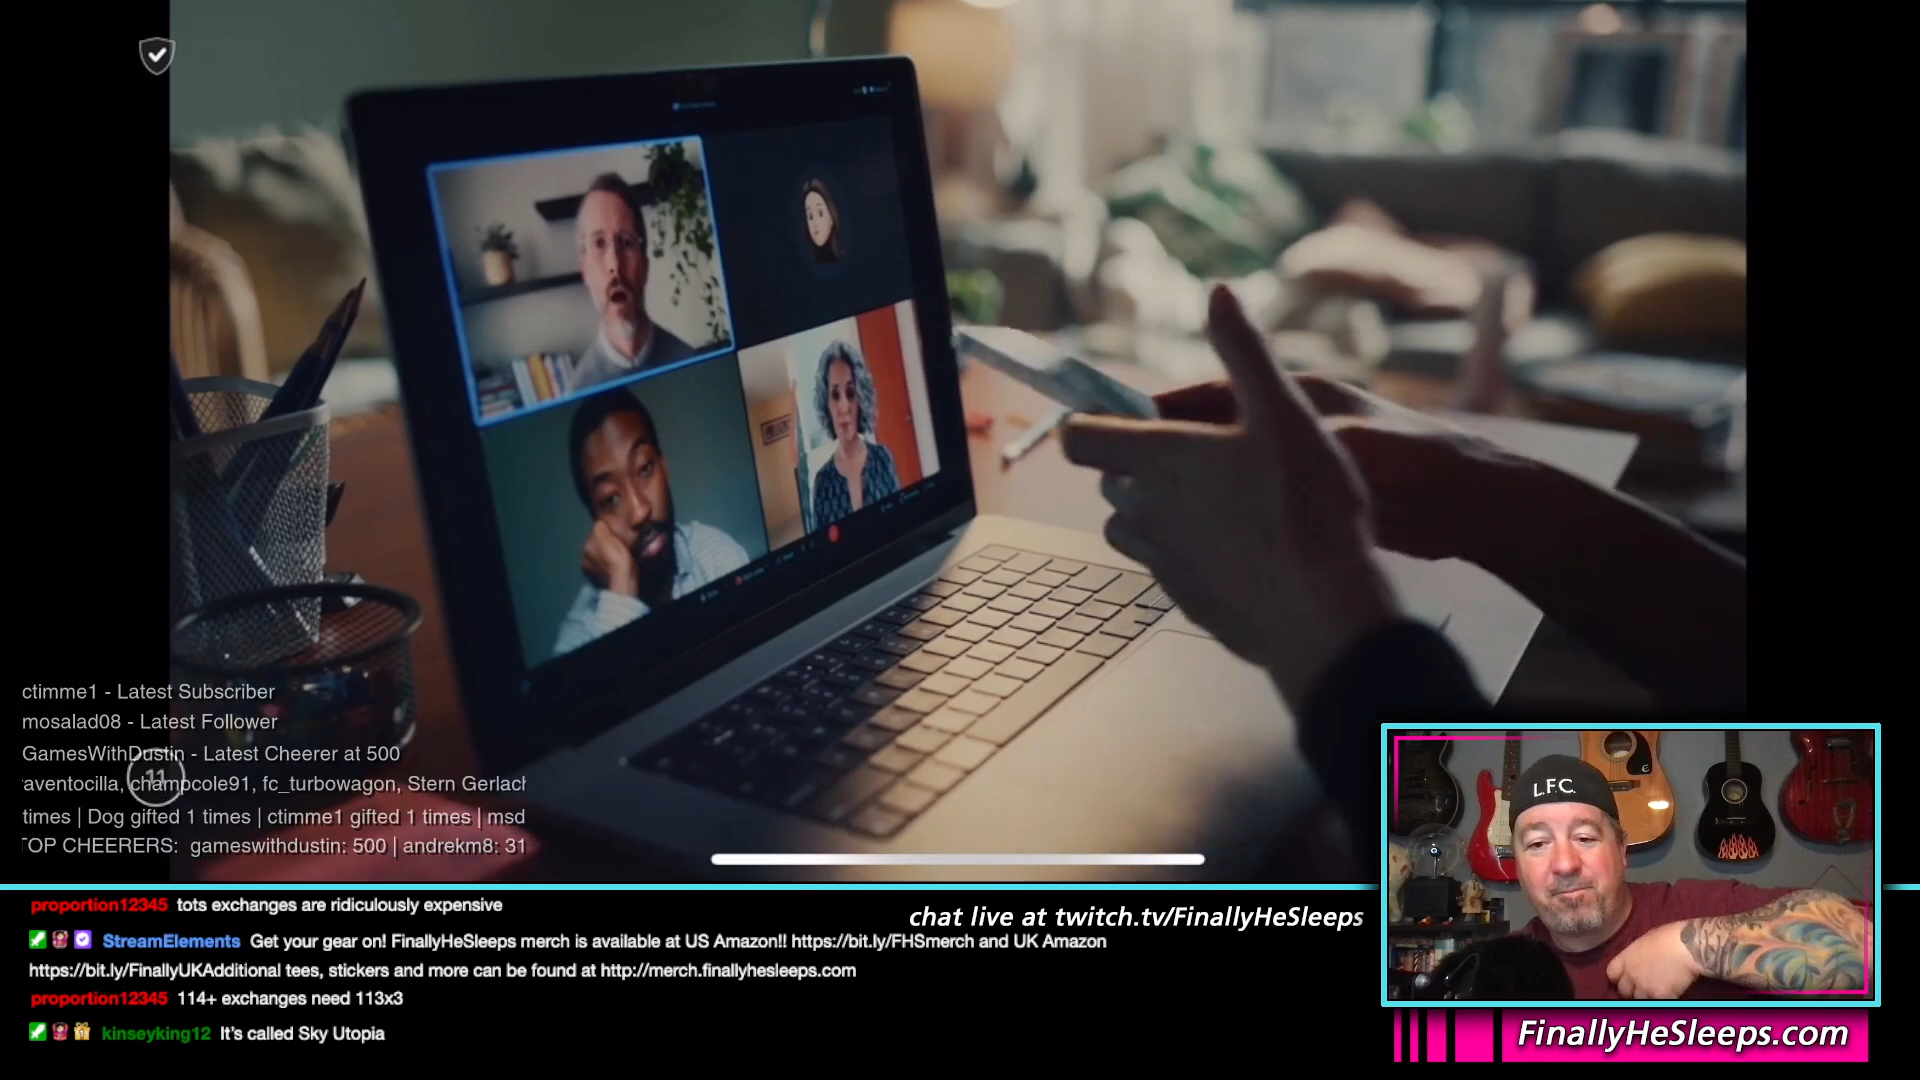 ctimme1 - Latest Subscriber
mosalad08 - Latest Follower
GamesWithDustin - Latest Cheerer at 500
11
aventocilla, champcole91, fc_turbowagon, Stern Gerlach
times | Dog gifted 1 times | ctimme1 gifted 1 times | msd
TOP CHEERERS: gameswithdustin: 500 | andrekm8: 31
L.F.C.
proportion12345 tots exchanges are ridiculously expensive
chat live at twitch.tv/FinallyHeSleeps
StreamElements Get your gear on! FinallyHeSleeps merch is available at US Amazon!! https://bit.ly/FHSmerch and UK Amazon
https://bit.ly/FinallyUKAdditional tees, stickers and more can be found at http://merch.finallyhesleeps.com
proportion12345 114+ exchanges need 113x3
kinseyking12 It's called Sky Utopia
FinallyHeSleeps.com